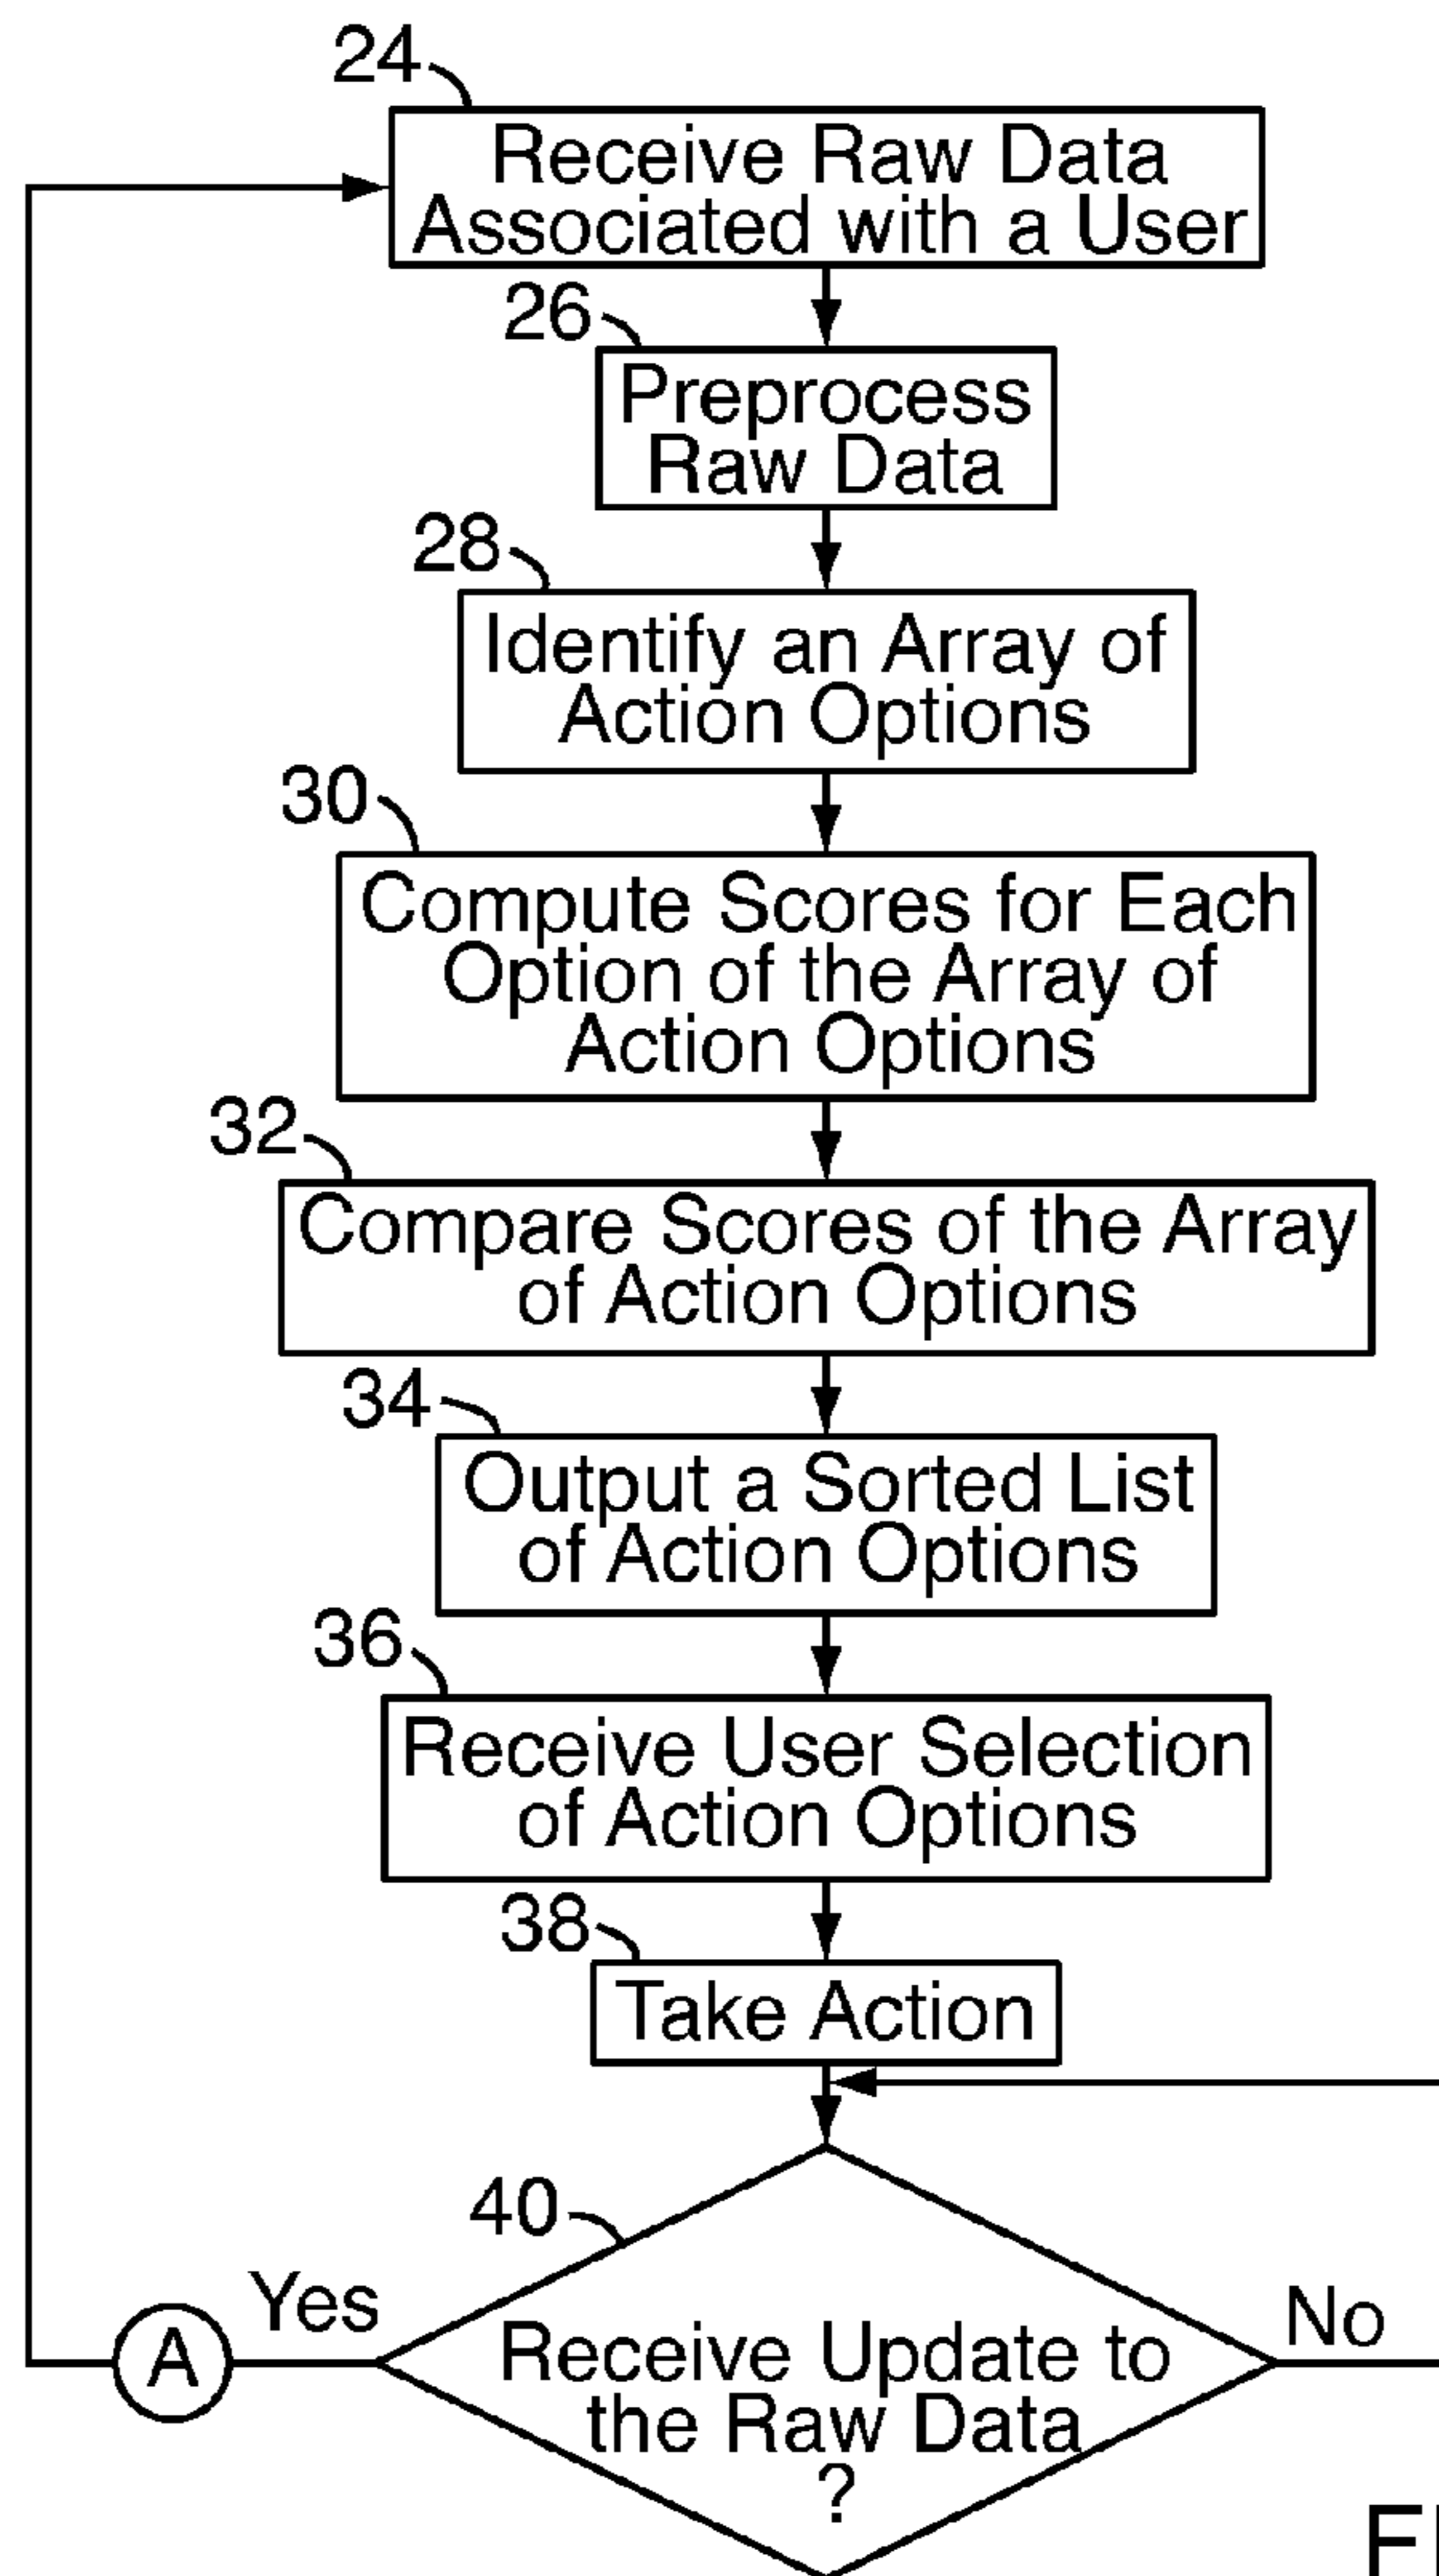 24
Receive Raw Data
Associated with a User
26
Preprocess
Raw Data
28
Identify an Array of
Action Options
30
Compute Scores for Each
Option of the Array of
Action Options
32
Compare Scores of the Array
of Action Options
34
Output a Sorted List
of Action Options
36
Receive User Selection
of Action Options
38
Take Action
40
Yes
No
A
Receive Update to
the Raw Data
?